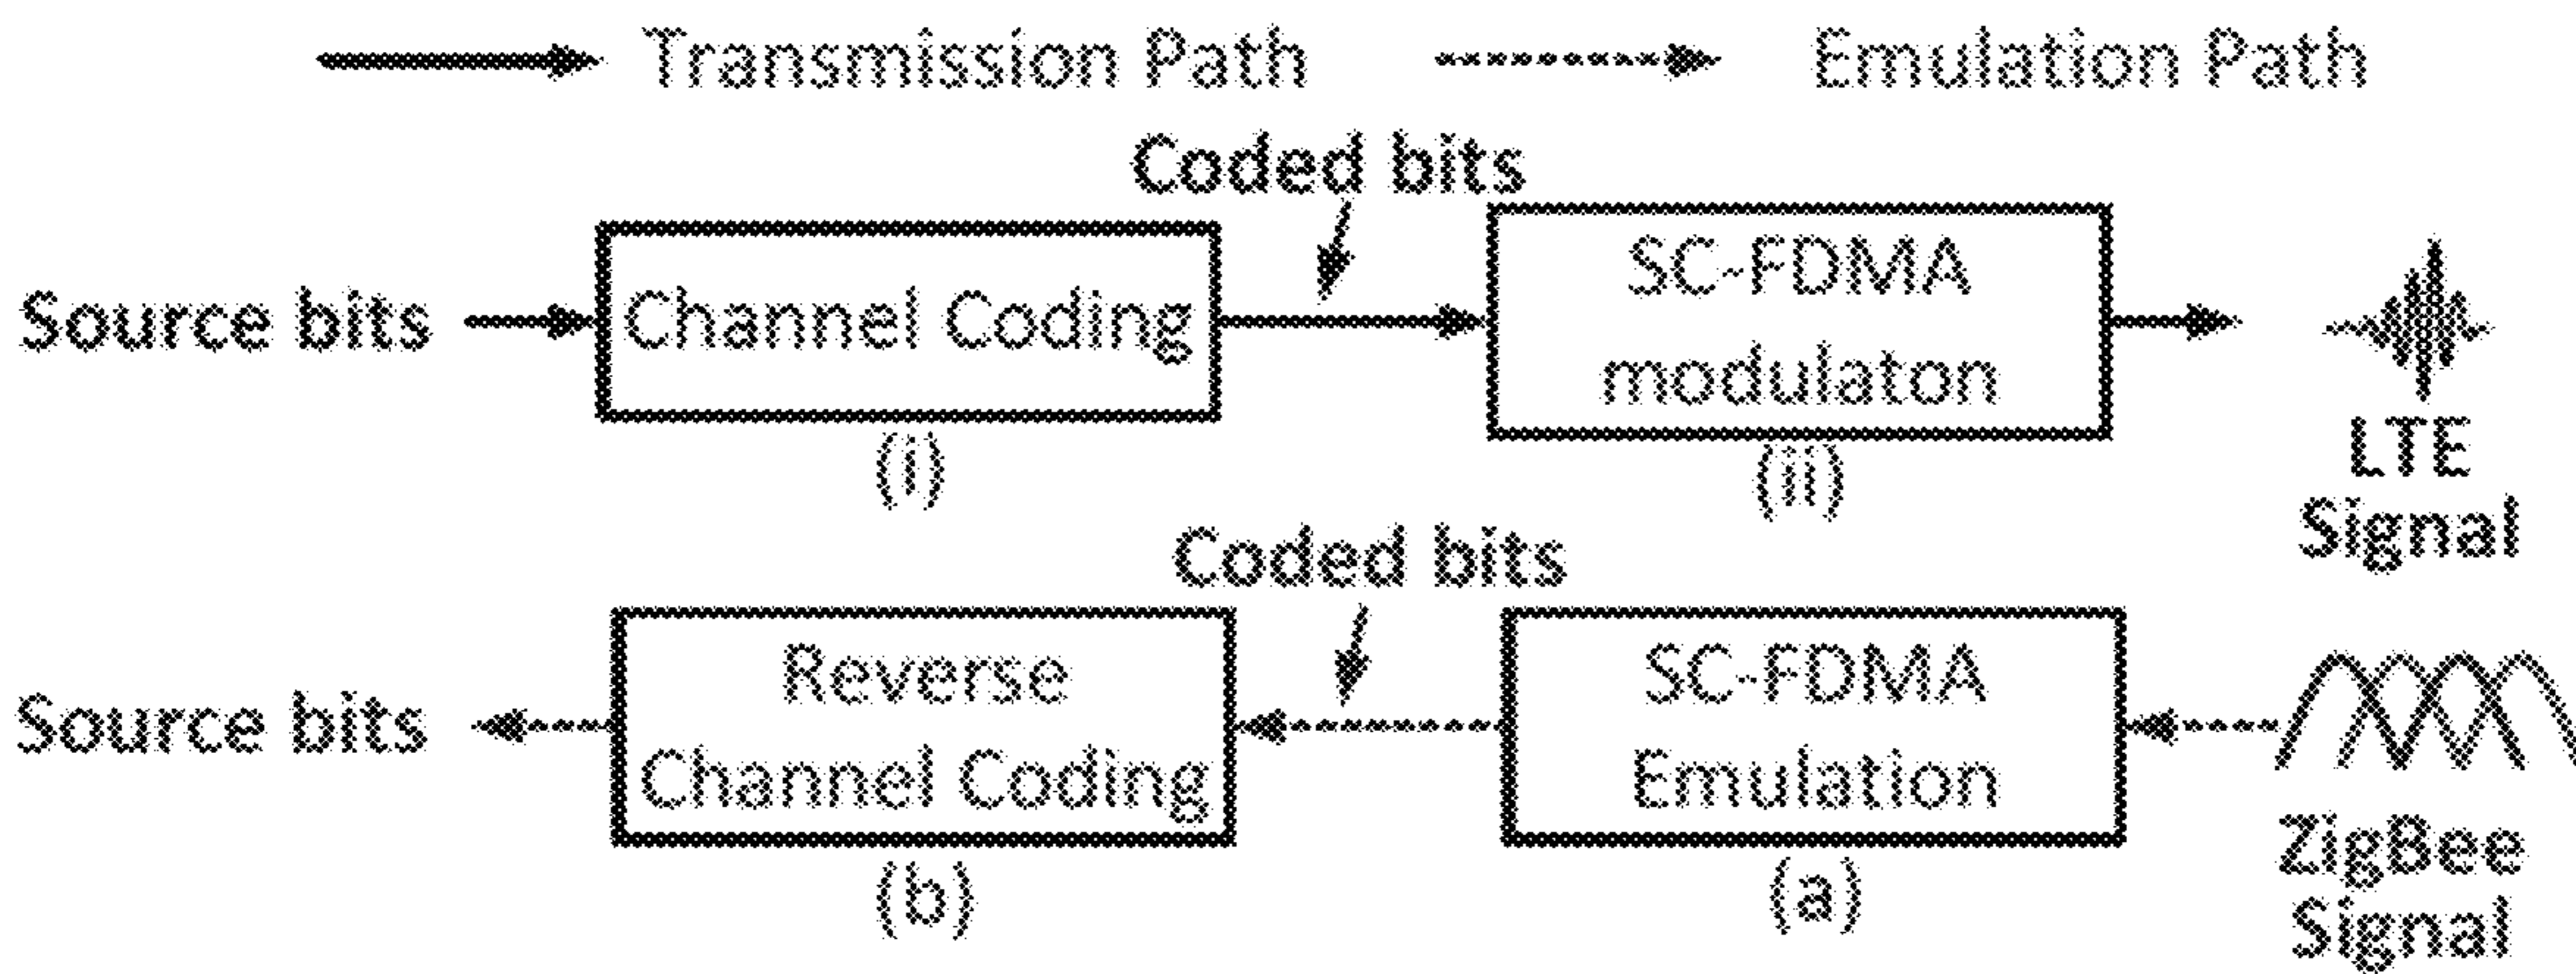 Transmission Path
Emulation Path
Coded bits
Source bits
Channel Coding
SC-FDMA
modulaton
(i)
(ii)
LTE
Signal
Coded bits
Source bits
Reverse
Channel Coding
SC-FDMA
Emulation
(b)
(a)
ZigBee
Signal